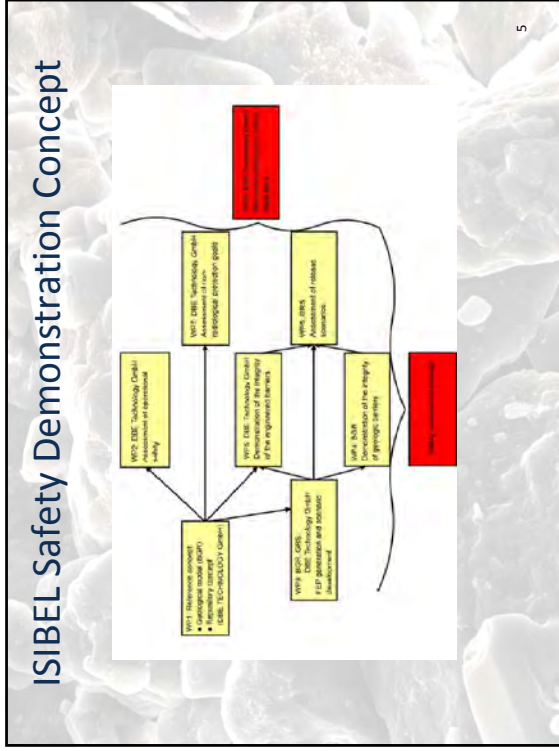 ISIBEL Safety Demonstration Concept
WP1: Reference concept
● Geological model (BGR)
● Repository concept
(DBE TECHNOLOGY GmbH)
WP2: DBE Technology GmbH
Assessment of operational
safety
WP7: DBE Technology GmbH
Assessment of non-
radiological protection goals
WP5: DBE Technology GmbH
Demonstration of the integrity
of the engineered barriers
WP3: BGR, GRS,
DBE Technology GmbH
FEP generation and scenario
development
WP6: GRS
Assessment of release
scenarios
WP4: BGR
Demonstration of the integrity
of geologic barriers
5